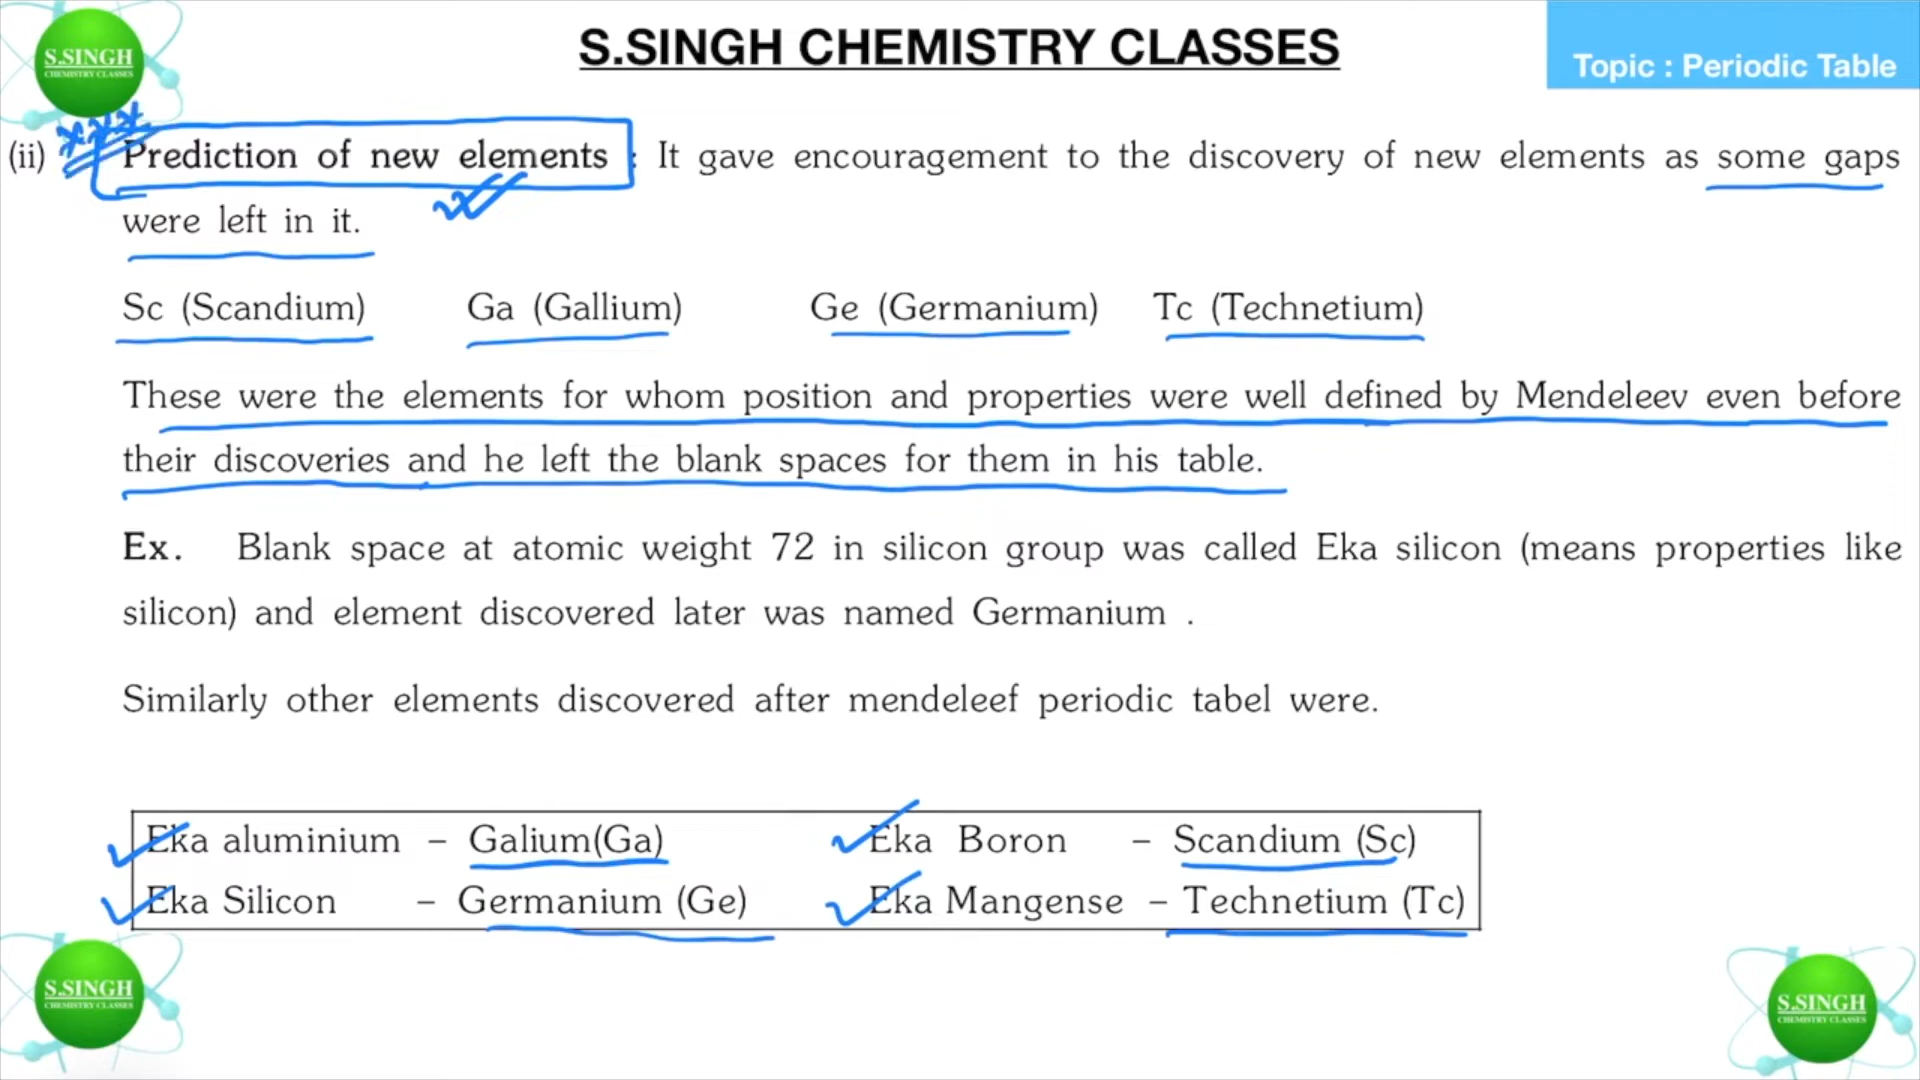 S.SINGH
CHEMISTRY CLASSES
S.SINGH CHEMISTRY CLASSES
Topic : Periodic Table
(ii) Prediction of new elements : It gave encouragement to the discovery of new elements as some gaps
were left in it.
Sc (Scandium) Ga (Gallium) Ge (Germanium) Tc (Technetium)
These were the elements for whom position and properties were well defined by Mendeleev even before
their discoveries and he left the blank spaces for them in his table.
Ex. Blank space at atomic weight 72 in silicon group was called Eka silicon (means properties like
silicon) and element discovered later was named Germanium .
Similarly other elements discovered after mendeleef periodic tabel were.
Eka aluminium – Galium(Ga) Eka Boron – Scandium (Sc)
Eka Silicon – Germanium (Ge) Eka Mangense – Technetium (Tc)
S.SINGH
CHEMISTRY CLASSES
S.SINGH
CHEMISTRY CLASSES